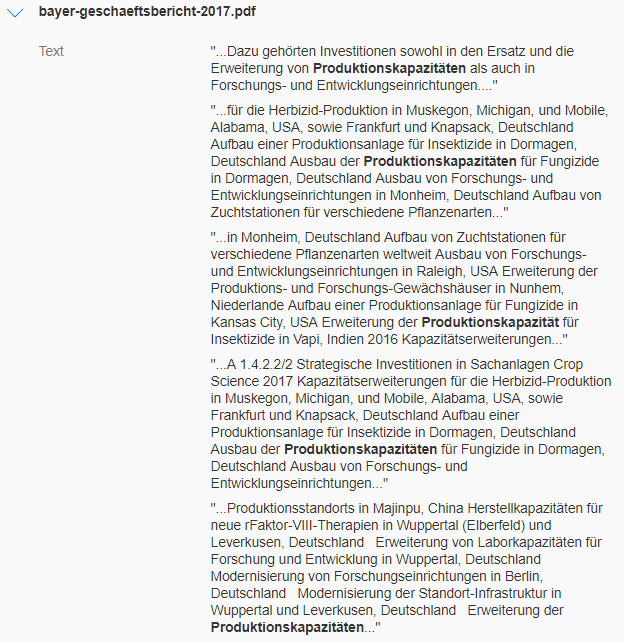 bayer-geschaeftsbericht-2017.pdf
Text
"...Dazu gehörten Investitionen sowohl in den Ersatz und die
Erweiterung von Produktionskapazitäten als auch in
Forschungs- und Entwicklungseinrichtungen...."
"...für die Herbizid-Produktion in Muskegon, Michigan, und Mobile,
Alabama, USA, sowie Frankfurt und Knapsack, Deutschland
Aufbau einer Produktionsanlage für Insektizide in Dormagen,
Deutschland Ausbau der Produktionskapazitäten für Fungizide
in Dormagen, Deutschland Ausbau von Forschungs- und
Entwicklungseinrichtungen in Monheim, Deutschland Aufbau von
Zuchtstationen für verschiedene Pflanzenarten..."
"...in Monheim, Deutschland Aufbau von Zuchtstationen für
verschiedene Pflanzenarten weltweit Ausbau von Forschungs-
und Entwicklungseinrichtungen in Raleigh, USA Erweiterung der
Produktions- und Forschungs-Gewächshäuser in Nunhem,
Niederlande Aufbau einer Produktionsanlage für Fungizide in
Kansas City, USA Erweiterung der Produktionskapazität für
Insektizide in Vapi, Indien 2016 Kapazitätserweiterungen..."
"...A 1.4.2.2/2 Strategische Investitionen in Sachanlagen Crop
Science 2017 Kapazitätserweiterungen für die Herbizid-Produktion
in Muskegon, Michigan, und Mobile, Alabama, USA, sowie
Frankfurt und Knapsack, Deutschland Aufbau einer
Produktionsanlage für Insektizide in Dormagen, Deutschland
Ausbau der Produktionskapazitäten für Fungizide in Dormagen,
Deutschland Ausbau von Forschungs- und
Entwicklungseinrichtungen..."
"...Produktionsstandorts in Majinpu, China Herstellkapazitäten für
neue rFaktor-VIII-Therapien in Wuppertal (Elberfeld) und
Leverkusen, Deutschland   Erweiterung von Laborkapazitäten für
Forschung und Entwicklung in Wuppertal, Deutschland
Modernisierung von Forschungseinrichtungen in Berlin,
Deutschland   Modernisierung der Standort-Infrastruktur in
Wuppertal und Leverkusen, Deutschland   Erweiterung der
Produktionskapazitäten..."